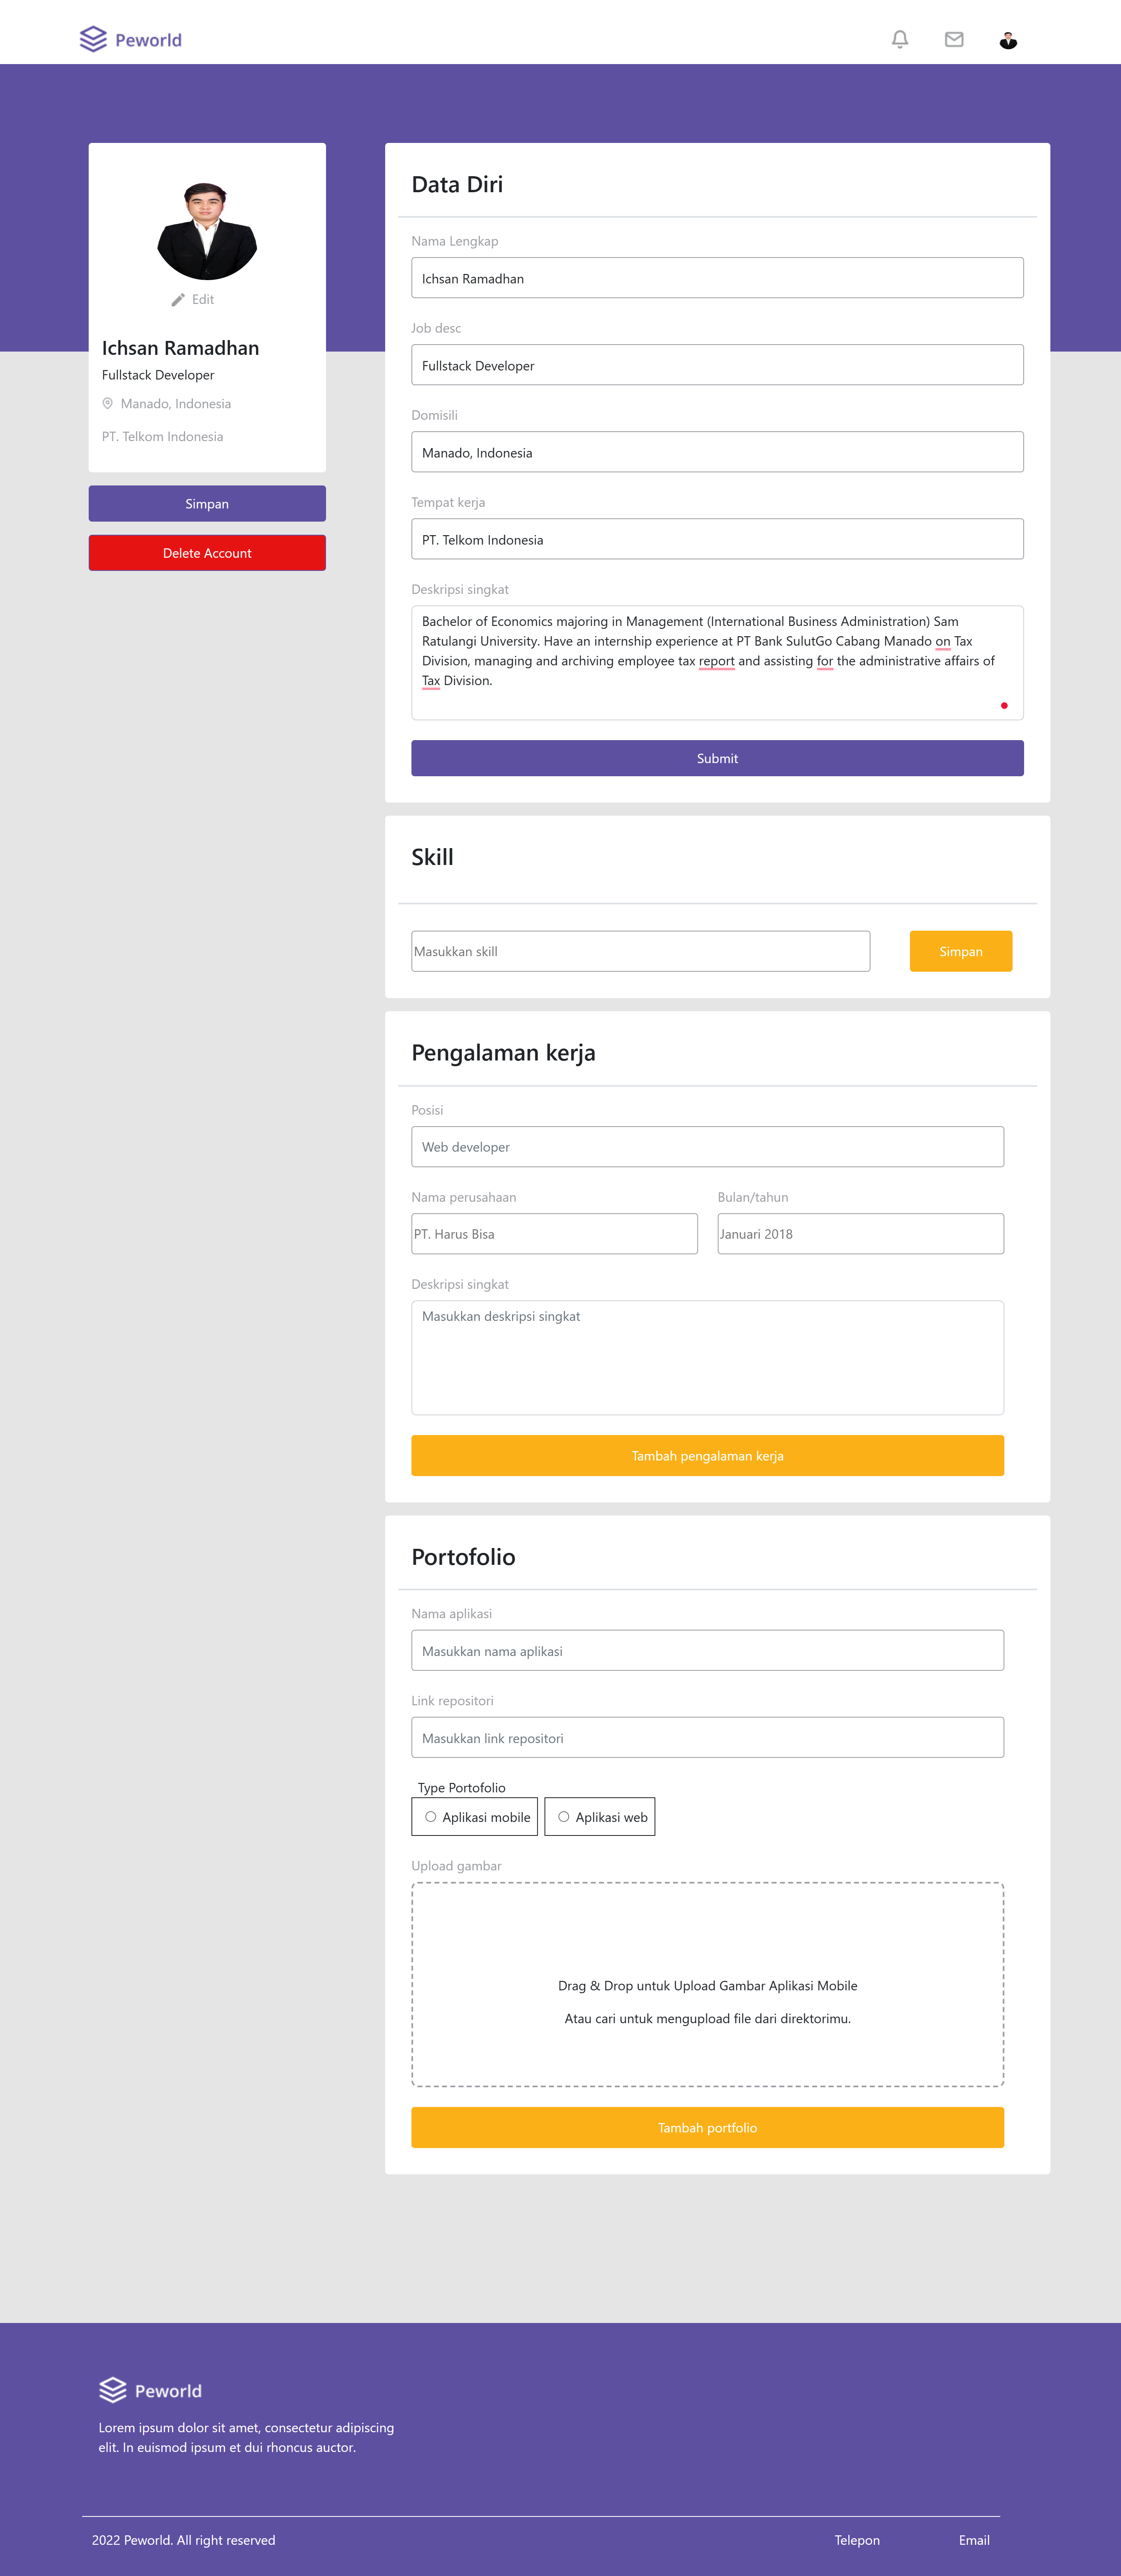 Peworld
Edit
Ichsan Ramadhan
Fullstack Developer
Manado, Indonesia
PT. Telkom Indonesia
Simpan
Delete Account
Data Diri
Nama Lengkap
Ichsan Ramadhan
Job desc
Fullstack Developer
Domisili
Manado, Indonesia
Tempat kerja
PT. Telkom Indonesia
Deskripsi singkat
Bachelor of Economics majoring in Management (International Business Administration) Sam
Ratulangi University. Have an internship experience at PT Bank SulutGo Cabang Manado on Tax
Division, managing and archiving employee tax report and assisting for the administrative affairs of
Tax Division.
Submit
Skill
Masukkan skill
Simpan
Pengalaman kerja
Posisi
Web developer
Nama perusahaan
Bulan/tahun
PT. Harus Bisa
Januari 2018
Deskripsi singkat
Masukkan deskripsi singkat
Tambah pengalaman kerja
Portofolio
Nama aplikasi
Masukkan nama aplikasi
Link repositori
Masukkan link repositori
Type Portofolio
Aplikasi mobile
Aplikasi web
Upload gambar
Drag & Drop untuk Upload Gambar Aplikasi Mobile
Atau cari untuk mengupload file dari direktorimu.
Tambah portfolio
Peworld
Lorem ipsum dolor sit amet, consectetur adipiscing
elit. In euismod ipsum et dui rhoncus auctor.
2022 Peworld. All right reserved
Telepon
Email